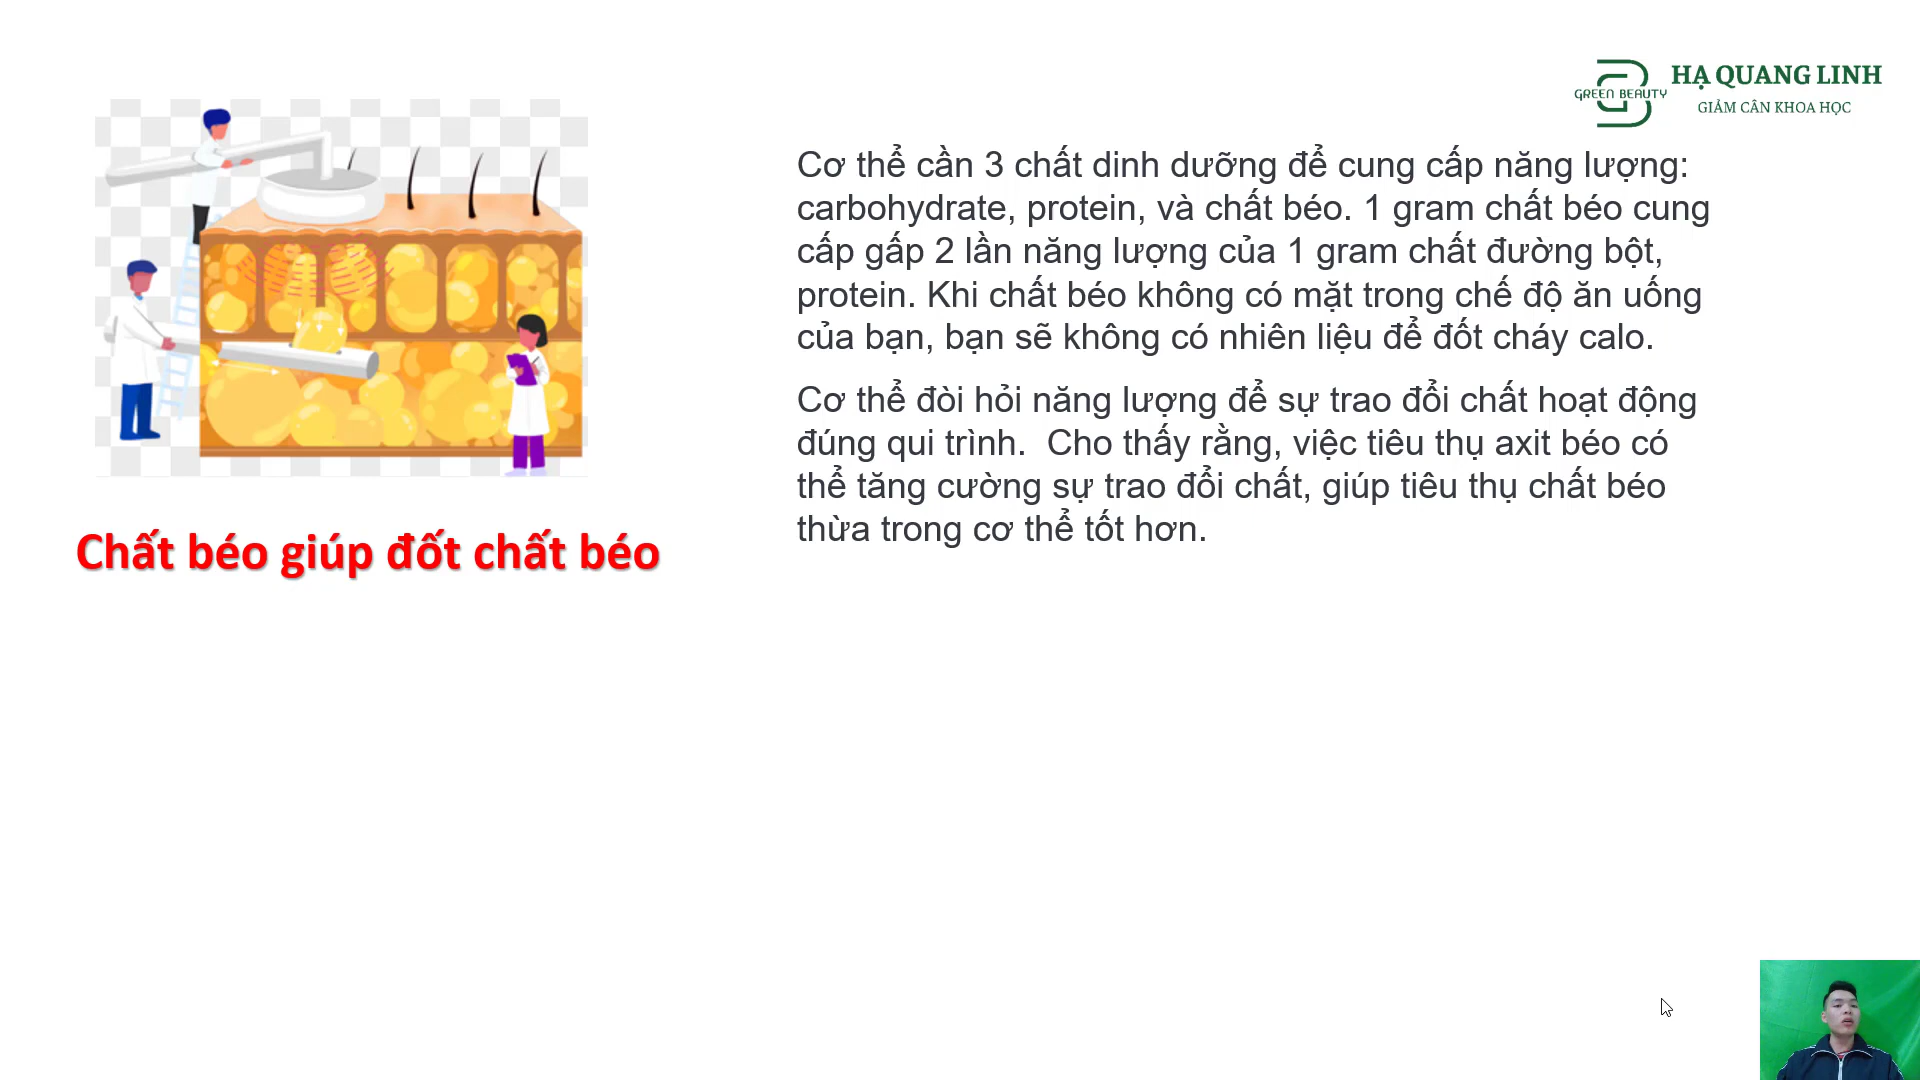 GREEN BEAUTY
HẠ QUANG LINH
GIẢM CÂN KHOA HỌC
Cơ thể cần 3 chất dinh dưỡng để cung cấp năng lượng:
carbohydrate, protein, và chất béo. 1 gram chất béo cung
cấp gấp 2 lần năng lượng của 1 gram chất đường bột,
protein. Khi chất béo không có mặt trong chế độ ăn uống
của bạn, bạn sẽ không có nhiên liệu để đốt cháy calo.
Cơ thể đòi hỏi năng lượng để sự trao đổi chất hoạt động
đúng qui trình.  Cho thấy rằng, việc tiêu thụ axit béo có
thể tăng cường sự trao đổi chất, giúp tiêu thụ chất béo
thừa trong cơ thể tốt hơn.
Chất béo giúp đốt chất béo